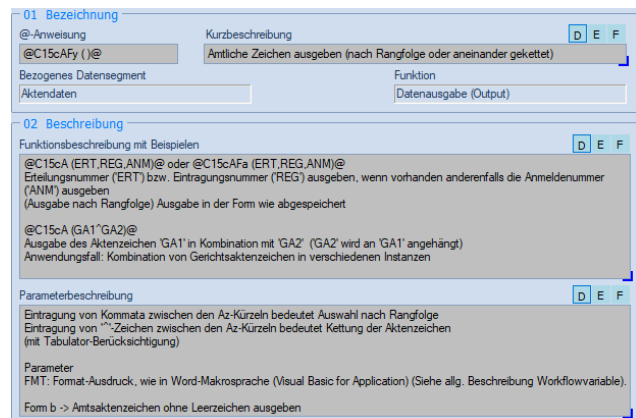 01 Bezeichnung
@-Anweisung Kurzbeschreibung D E F
@C15cAFy ( )@ Amtliche Zeichen ausgeben (nach Rangfolge oder aneinander gekettet)
Bezogenes Datensegment Funktion
Aktendaten Datenausgabe (Output)
02 Beschreibung
Funktionsbeschreibung mit Beispielen D E F
@C15cA (ERT,REG,ANM)@ oder @C15cAFa (ERT,REG,ANM)@
Erteilungsnummer ('ERT') bzw. Eintragungsnummer ('REG') ausgeben, wenn vorhanden anderenfalls die Anmeldenummer
('ANM') ausgeben
(Ausgabe nach Rangfolge) Ausgabe in der Form wie abgespeichert
@C15cA (GA1^GA2)@
Ausgabe des Aktenzeichen 'GA1' in Kombination mit 'GA2' ('GA2' wird an 'GA1' angehängt)
Anwendungsfall: Kombination von Gerichtsaktenzeichen in verschiedenen Instanzen
Parameterbeschreibung D E F
Eintragung von Kommata zwischen den Az-Kürzeln bedeutet Auswahl nach Rangfolge
Eintragung von "^"-Zeichen zwischen den Az-Kürzeln bedeutet Kettung der Aktenzeichen
(mit Tabulator-Berücksichtigung)
Parameter
FMT: Format-Ausdruck, wie in Word-Makrosprache (Visual Basic for Application) (Siehe allg. Beschreibung Workflowvariable).
Form b -> Amtsaktenzeichen ohne Leerzeichen ausgeben